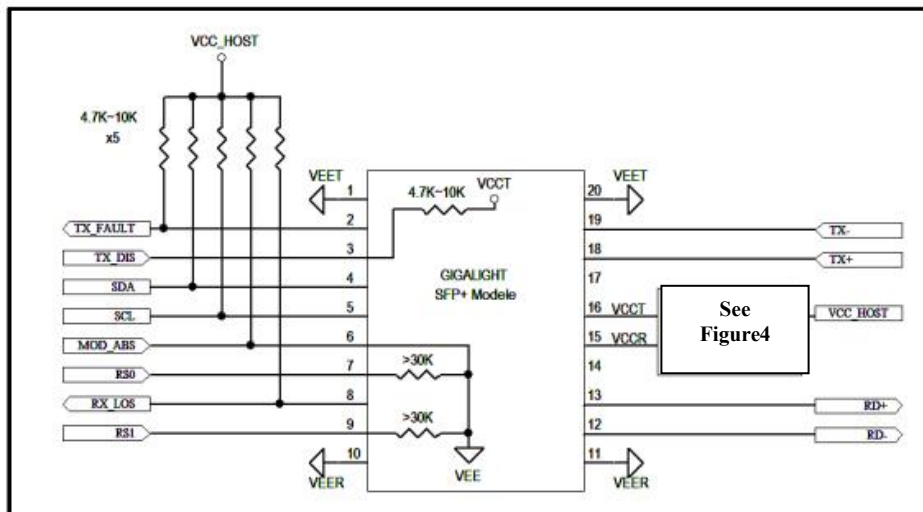 VCC_HOST
4.7K~10K
x5
VEET
1
2
3
4
5
6
7
8
9
10
TX_FAULT
TX_DIS
SDA
SCL
MOD_ABS
RS0
RX_LOS
RS1
VEER
4.7K~10K
VCCT
GIGALIGHT
SFP+ Modele
>30K
>30K
VEE
VCCT
VCCR
20
19
18
17
16
15
14
13
12
11
VEET
TX-
TX+
See
Figure4
VCC_HOST
RD+
RD-
VEER